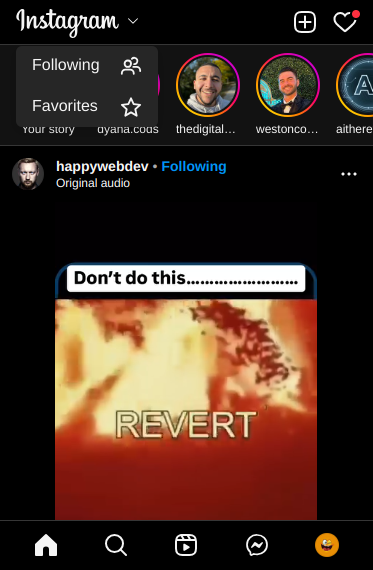 Instagram
Following
Favorites
Your story
dyana.cods
thedigital...
westonco...
aithere
A
happywebdev • Following
Original audio
Don't do this........................
REVERT